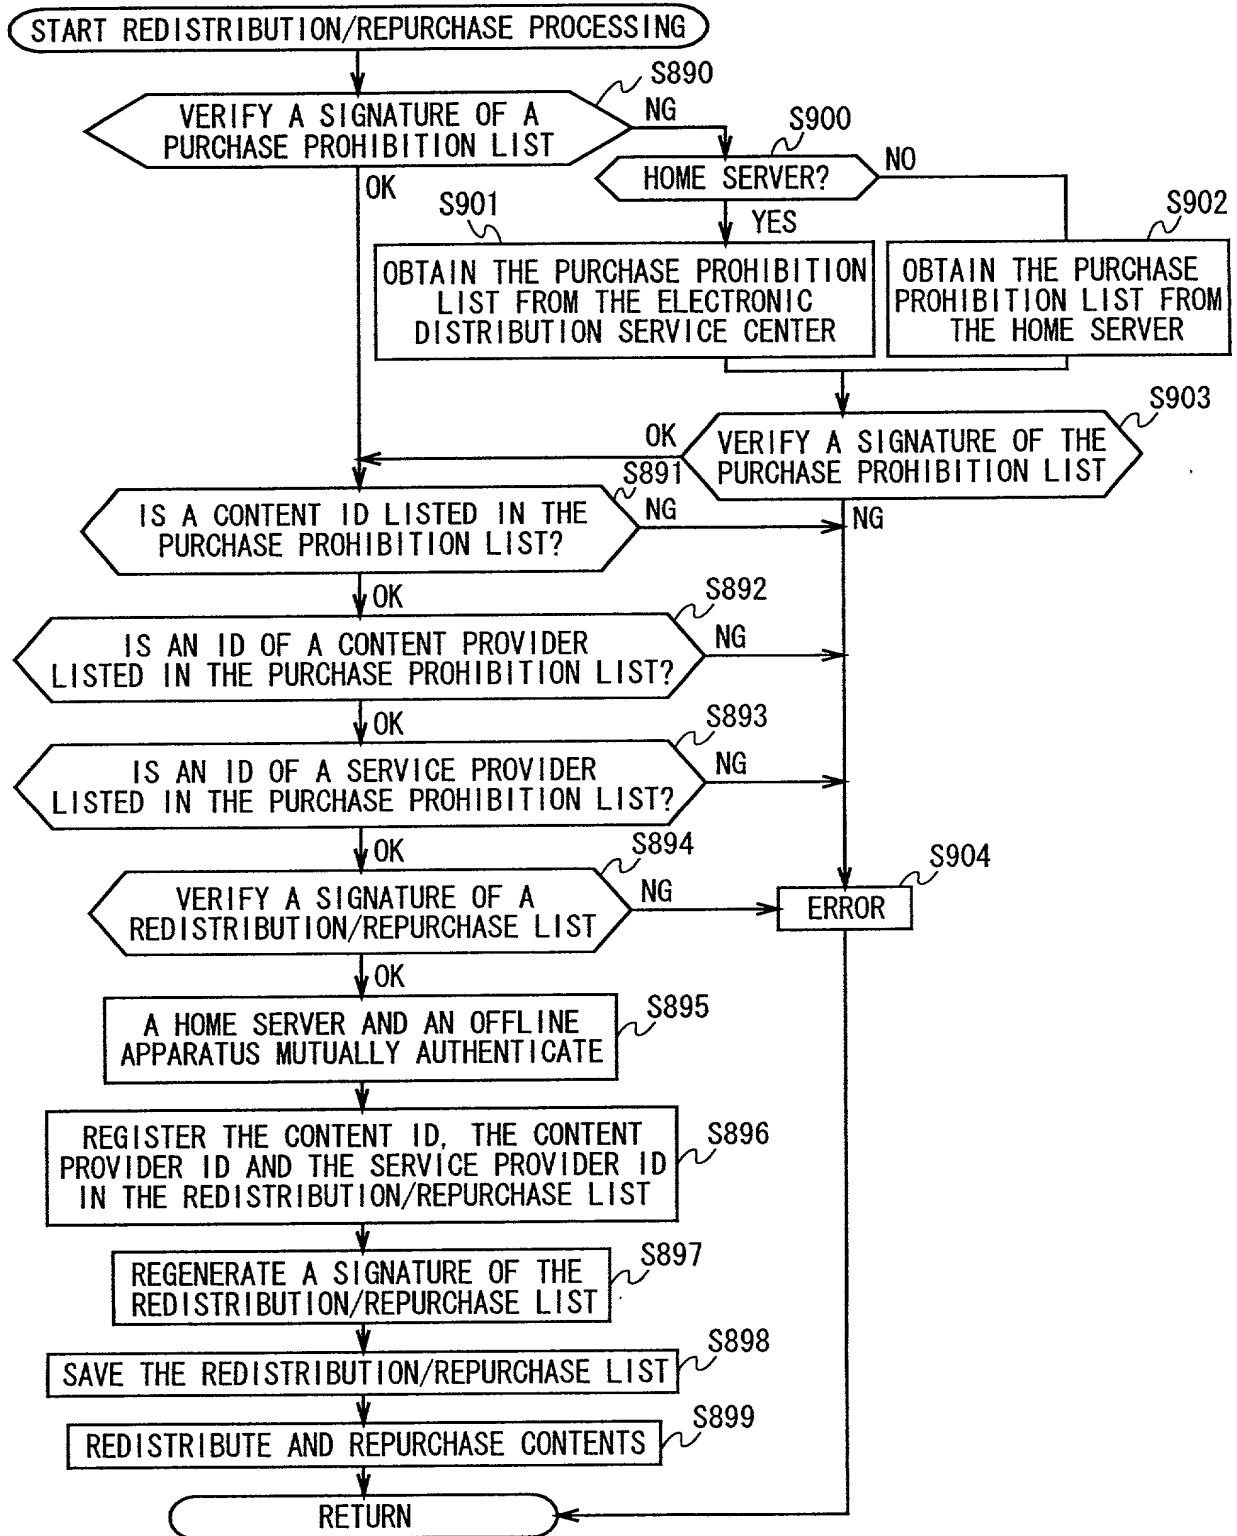 START REDISTRIBUTION/REPURCHASE PROCESSING
S890
VERIFY A SIGNATURE OF A
PURCHASE PROHIBITION LIST
NG
OK
S900
HOME SERVER?
NO
YES
S901
OBTAIN THE PURCHASE PROHIBITION
LIST FROM THE ELECTRONIC
DISTRIBUTION SERVICE CENTER
S902
OBTAIN THE PURCHASE
PROHIBITION LIST FROM
THE HOME SERVER
S903
VERIFY A SIGNATURE OF THE
PURCHASE PROHIBITION LIST
OK
NG
S891
IS A CONTENT ID LISTED IN THE
PURCHASE PROHIBITION LIST?
NG
OK
S892
IS AN ID OF A CONTENT PROVIDER
LISTED IN THE PURCHASE PROHIBITION LIST?
NG
OK
S893
IS AN ID OF A SERVICE PROVIDER
LISTED IN THE PURCHASE PROHIBITION LIST?
NG
OK
S894
VERIFY A SIGNATURE OF A
REDISTRIBUTION/REPURCHASE LIST
NG
S904
ERROR
OK
S895
A HOME SERVER AND AN OFFLINE
APPARATUS MUTUALLY AUTHENTICATE
S896
REGISTER THE CONTENT ID, THE CONTENT
PROVIDER ID AND THE SERVICE PROVIDER ID
IN THE REDISTRIBUTION/REPURCHASE LIST
S897
REGENERATE A SIGNATURE OF THE
REDISTRIBUTION/REPURCHASE LIST
S898
SAVE THE REDISTRIBUTION/REPURCHASE LIST
S899
REDISTRIBUTE AND REPURCHASE CONTENTS
RETURN